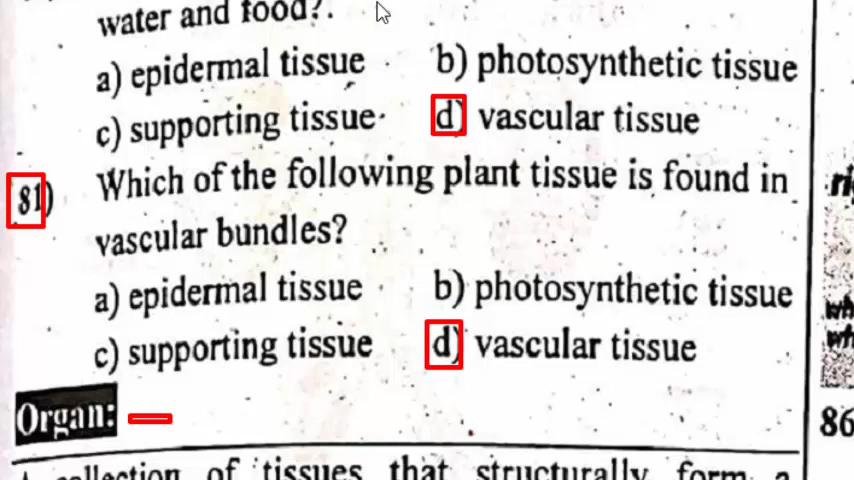 water and food?.
a) epidermal tissue b) photosynthetic tissue
c) supporting tissue d) vascular tissue
81) Which of the following plant tissue is found in
vascular bundles?
a) epidermal tissue b) photosynthetic tissue
c) supporting tissue d) vascular tissue
Organ:
A collection of tissues that structurally form a
86